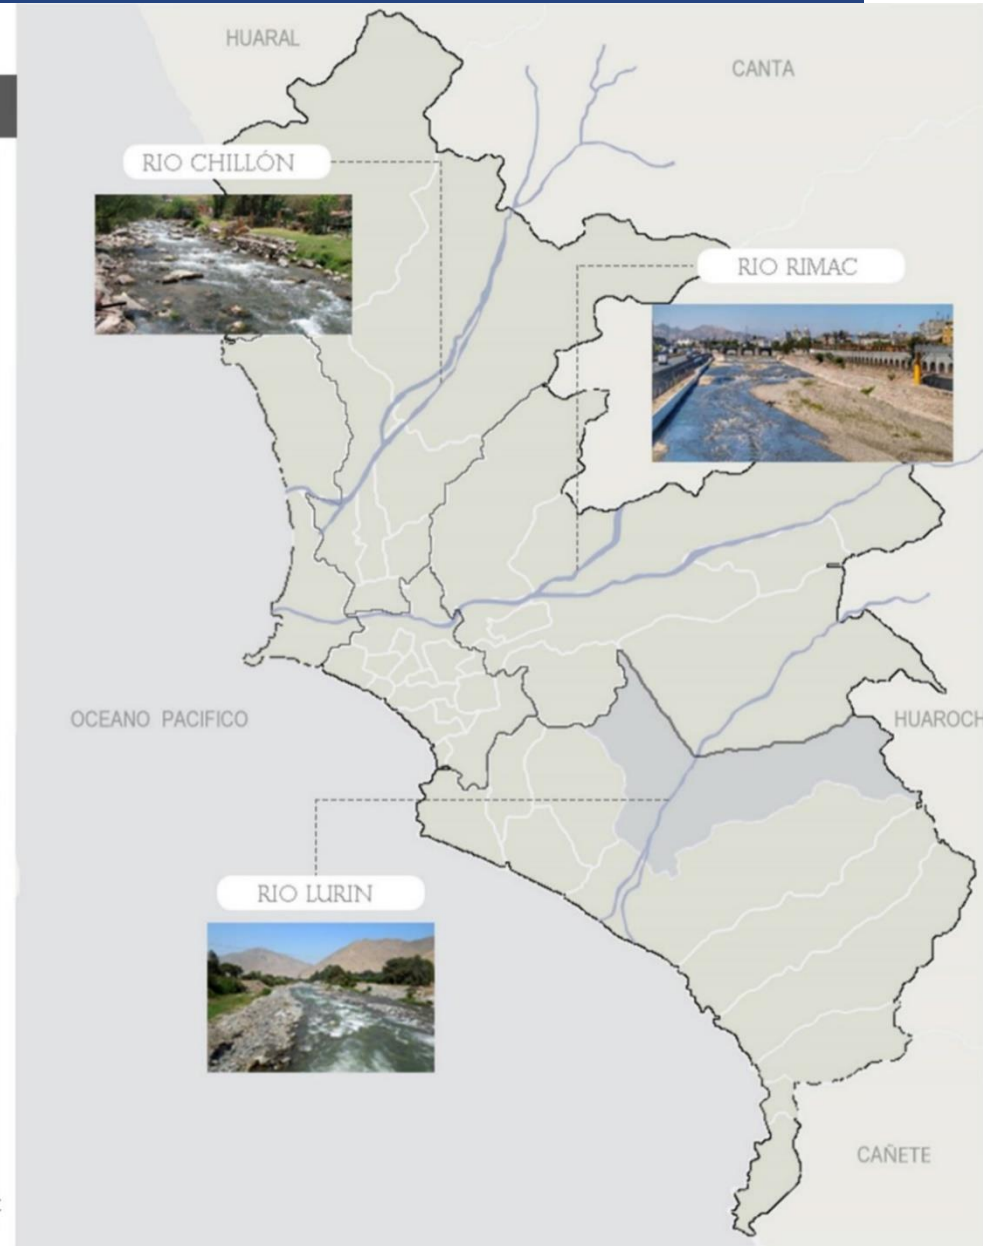 HUARAL
CANTA
RIO CHILLÓN
RIO RIMAC
OCEANO PACIFICO
HUAROCH
RIO LURIN
CAÑETE